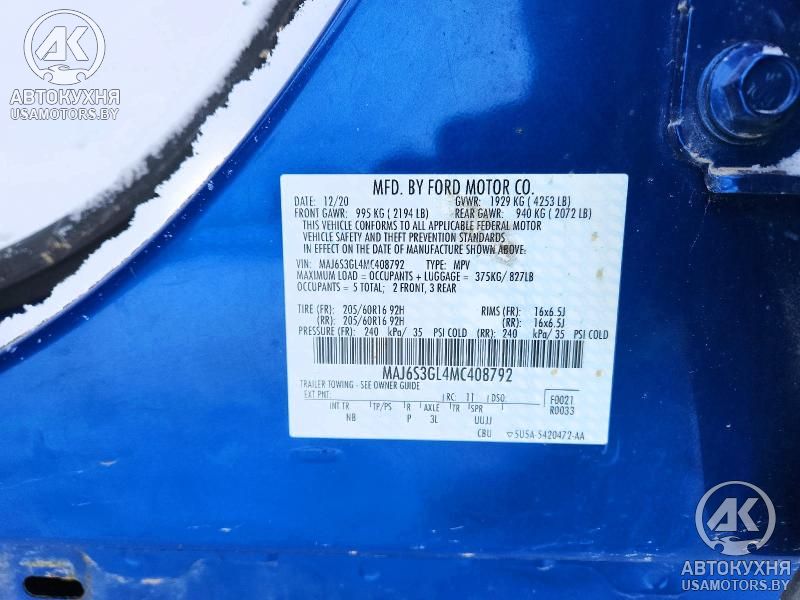 АК
АВТОКУХНЯ
USAMOTORS.BY
MFD. BY FORD MOTOR CO.
DATE: 12/20 GVWR: 1929 KG ( 4253 LB)
FRONT GAWR: 995 KG ( 2194 LB) REAR GAWR: 940 KG ( 2072 LB)
THIS VEHICLE CONFORMS TO ALL APPLICABLE FEDERAL MOTOR
VEHICLE SAFETY AND THEFT PREVENTION STANDARDS
IN EFFECT ON THE DATE OF MANUFACTURE SHOWN ABOVE.
VIN: MAJ6S3GL4MC408792 TYPE: MPV
MAXIMUM LOAD = OCCUPANTS + LUGGAGE = 375KG/ 827LB
OCCUPANTS = 5 TOTAL; 2 FRONT, 3 REAR
TIRE (FR): 205/60R16 92H RIMS (FR): 16x6.5J
(RR): 205/60R16 92H (RR): 16x6.5J
PRESSURE (FR): 240 kPa/ 35 PSI COLD (RR): 240 kPa/ 35 PSI COLD
MAJ6S3GL4MC408792
TRAILER TOWING - SEE OWNER GUIDE
EXT PNT: RC: 11 DSO: F0021
R0033
INT TR TP/PS R AXLE TR SPR
NB P 3L UUJJ
CBU 5U5A-5420472-AA
АК
АВТОКУХНЯ
USAMOTORS.BY